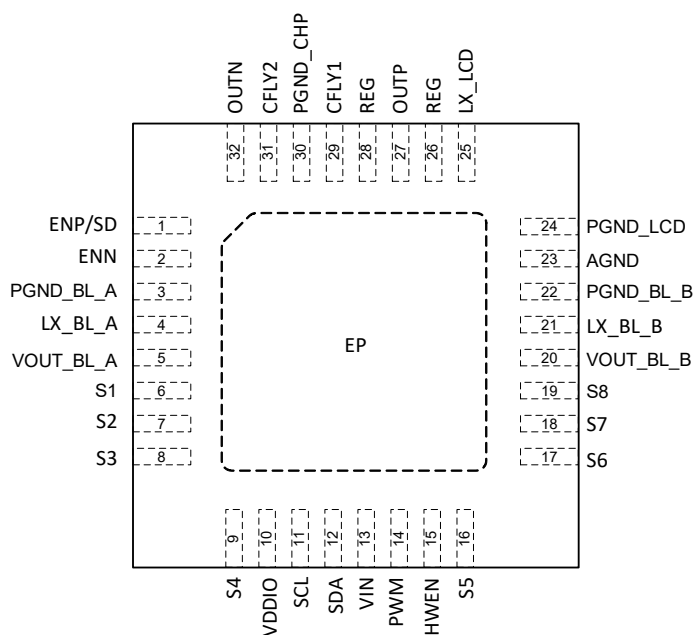 OUTN
CFLY2
PGND_CHP
CFLY1
REG
OUTP
REG
LX_LCD
32
31
30
29
28
27
26
25
ENP/SD 1
ENN 2
PGND_BL_A 3
LX_BL_A 4
VOUT_BL_A 5
S1 6
S2 7
S3 8
EP
24 PGND_LCD
23 AGND
22 PGND_BL_B
21 LX_BL_B
20 VOUT_BL_B
19 S8
18 S7
17 S6
9
10
11
12
13
14
15
16
S4
VDDIO
SCL
SDA
VIN
PWM
HWEN
S5